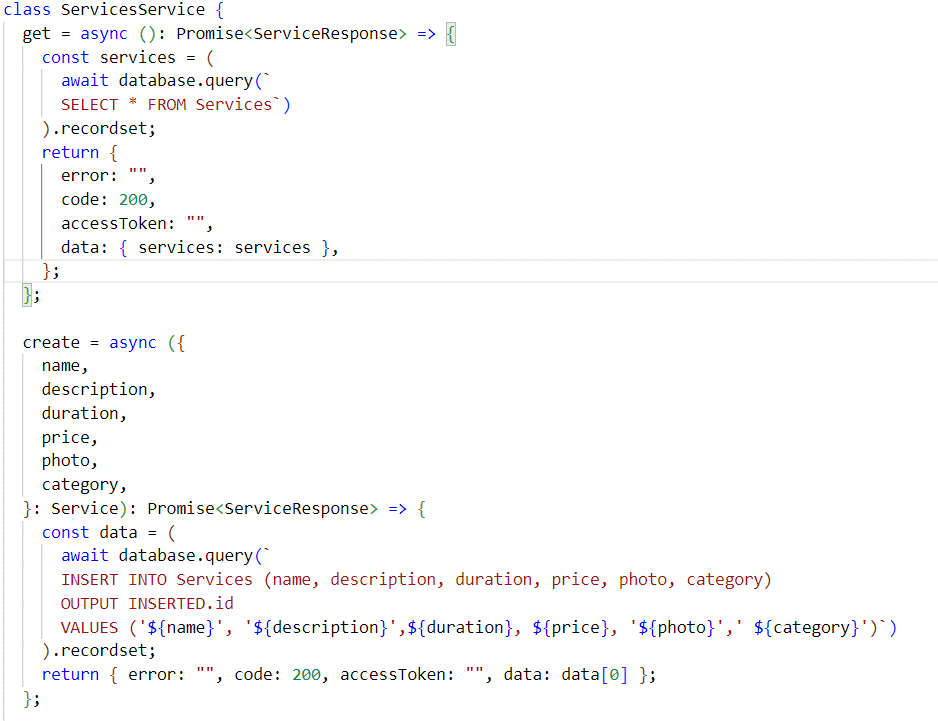 class ServicesService {
get = async (): Promise<ServiceResponse> => {
const services = (
await database.query(`
SELECT * FROM Services`)
).recordset;
return {
error: "",
code: 200,
accessToken: "",
data: { services: services },
};
};
create = async ({
name,
description,
duration,
price,
photo,
category,
}: Service): Promise<ServiceResponse> => {
const data = (
await database.query(`
INSERT INTO Services (name, description, duration, price, photo, category)
OUTPUT INSERTED.id
VALUES ('${name}', '${description}',${duration}, ${price}, '${photo}',' ${category}')`)
).recordset;
return { error: "", code: 200, accessToken: "", data: data[0] };
};